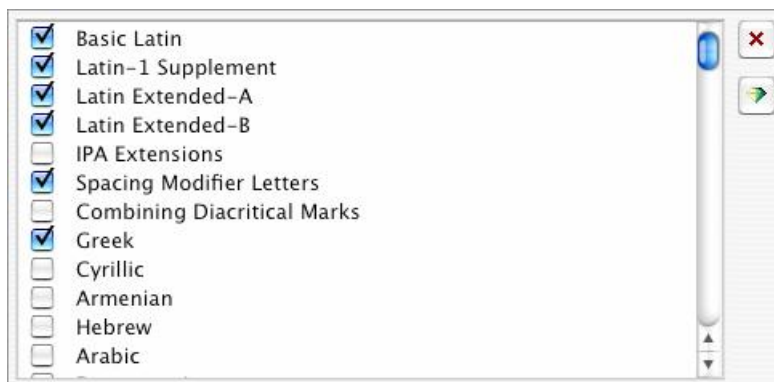 Basic Latin
Latin-1 Supplement
Latin Extended-A
Latin Extended-B
IPA Extensions
Spacing Modifier Letters
Combining Diacritical Marks
Greek
Cyrillic
Armenian
Hebrew
Arabic